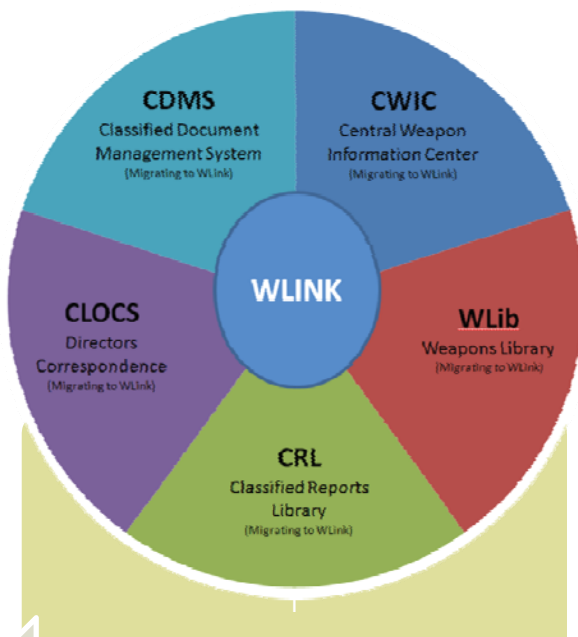 CDMS
Classified Document
Management System
(Migrating to WLink)
CWIC
Central Weapon
Information Center
(Migrating to WLink)
WLINK
CLOCS
Directors
Correspondence
(Migrating to WLink)
WLib
Weapons Library
(Migrating to WLink)
CRL
Classified Reports
Library
(Migrating to WLink)